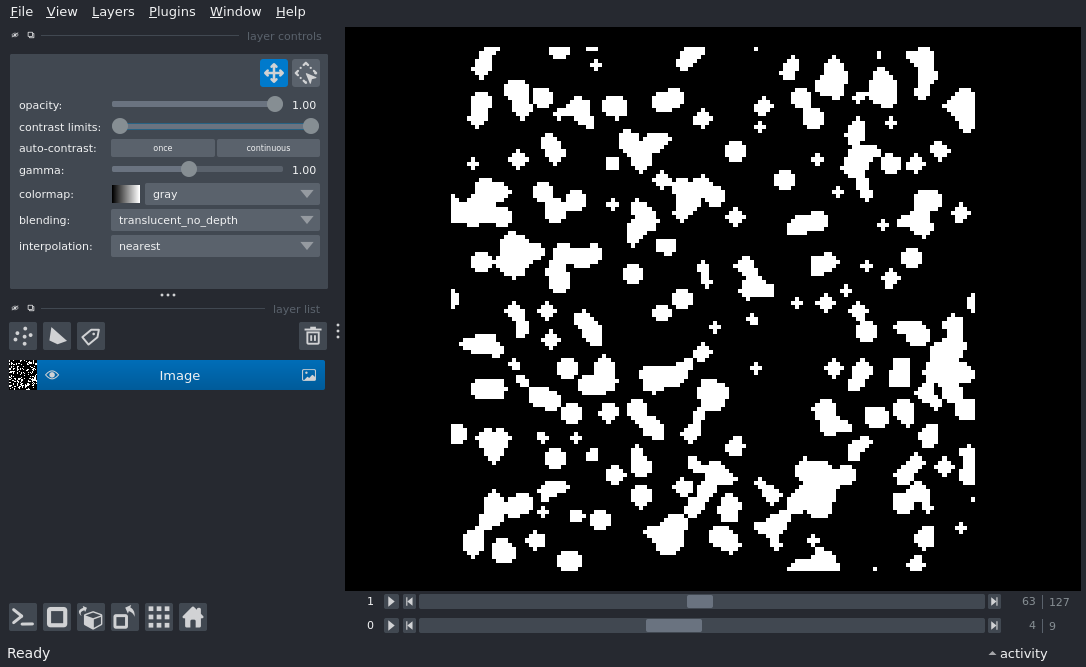 File View Layers Plugins Window Help
layer controls
opacity: 1.00
contrast limits:
auto-contrast: once continuous
gamma: 1.00
colormap: gray
blending: translucent_no_depth
interpolation: nearest
layer list
Image
1 63 127
0 4 9
Ready activity